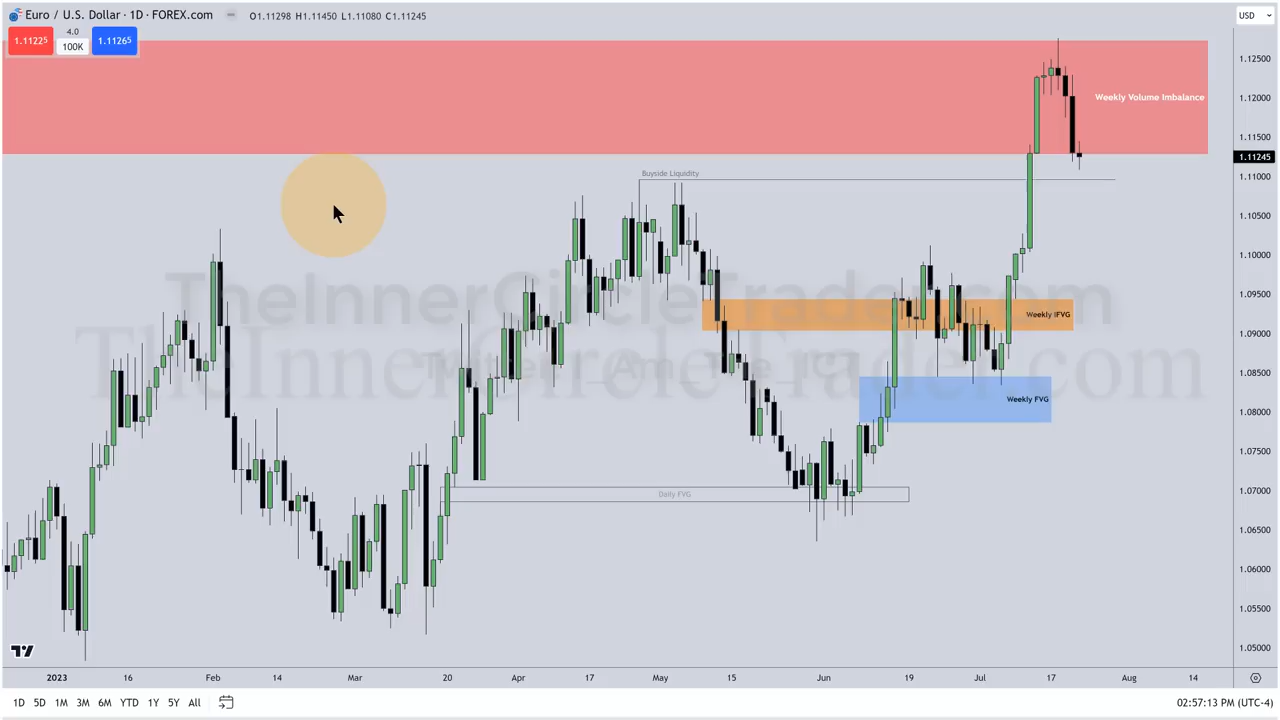 Euro / U.S. Dollar · 1D · FOREX.com O1.11298 H1.11450 L1.11080 C1.11245
USD
1.11225
4.0
100K
1.11265
1.12500
Weekly Volume Imbalance
1.12000
1.11500
1.11245
Buyside Liquidity
1.11000
1.10500
1.10000
TheInnerCircleTrader.com
1.09500
Weekly IFVG
1.09000
TheInnerCircleTrader.com
1.08500
Weekly FVG
1.08000
1.07500
Daily FVG
1.07000
1.06500
1.06000
1.05500
1.05000
2023 16 Feb 14 Mar 20 Apr 17 May 15 Jun 19 Jul 17 Aug 14
1D 5D 1M 3M 6M YTD 1Y 5Y All
02:57:13 PM (UTC-4)